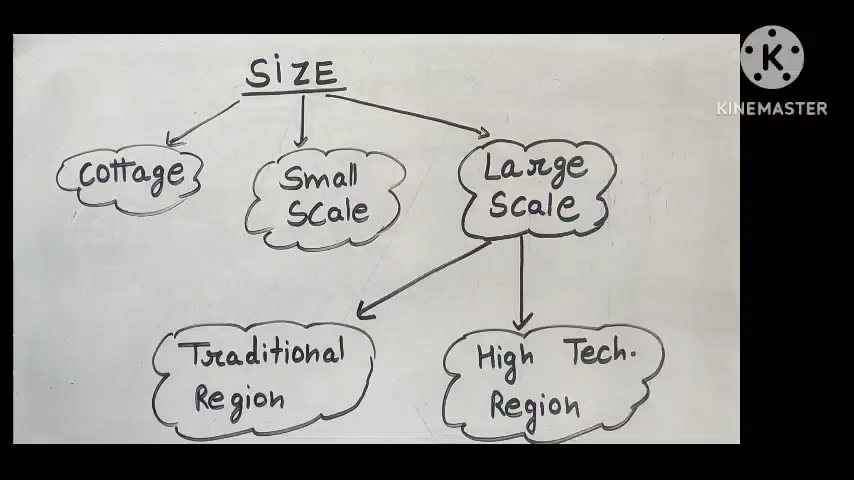 SiZE
Cottage
Small
Scale
Large
Scale
Traditional
Region
High Tech.
Region
K
KINEMASTER